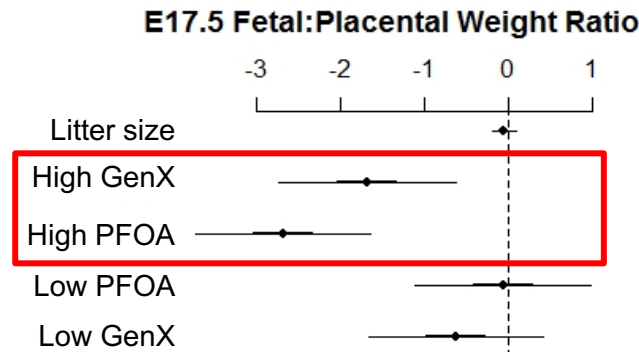 E17.5 Fetal:Placental Weight Ratio
-3 -2 -1 0 1
Litter size
High GenX
High PFOA
Low PFOA
Low GenX